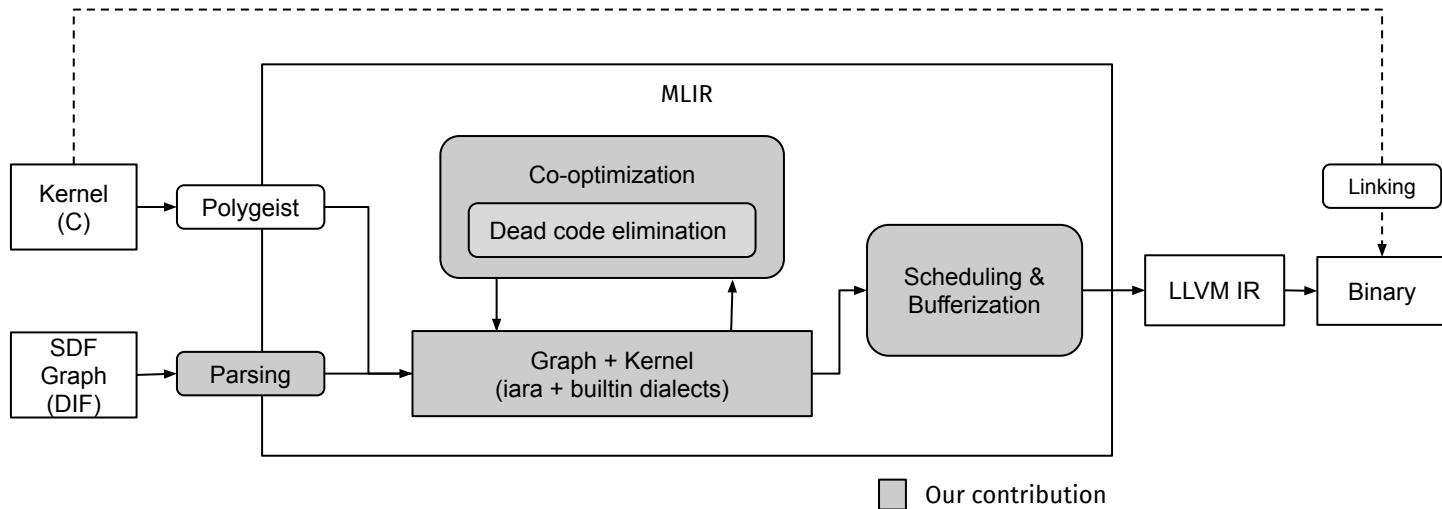 MLIR
Kernel
(C)
Polygeist
Co-optimization
Dead code elimination
Linking
Scheduling &
Bufferization
LLVM IR
Binary
SDF
Graph
(DIF)
Parsing
Graph + Kernel
(iara + builtin dialects)
Our contribution